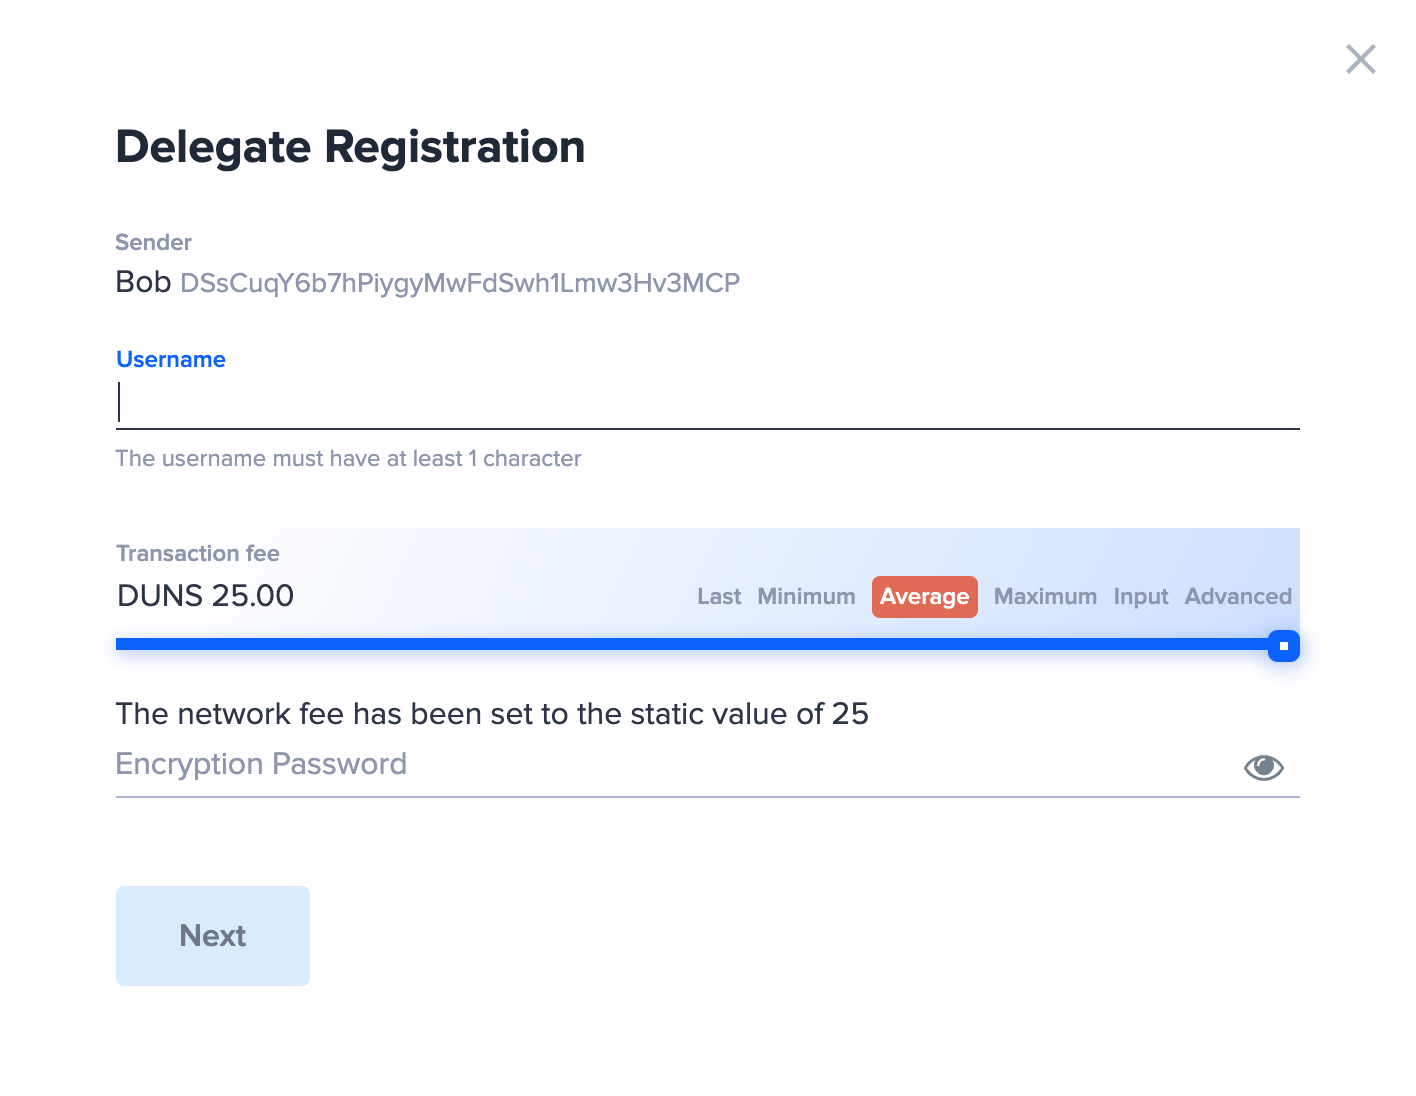 Delegate Registration
Sender
Bob DSsCuqY6b7hPiygyMwFdSwh1Lmw3Hv3MCP
Username
The username must have at least 1 character
Transaction fee
DUNS 25.00 Last Minimum Average Maximum Input Advanced
The network fee has been set to the static value of 25
Encryption Password
Next